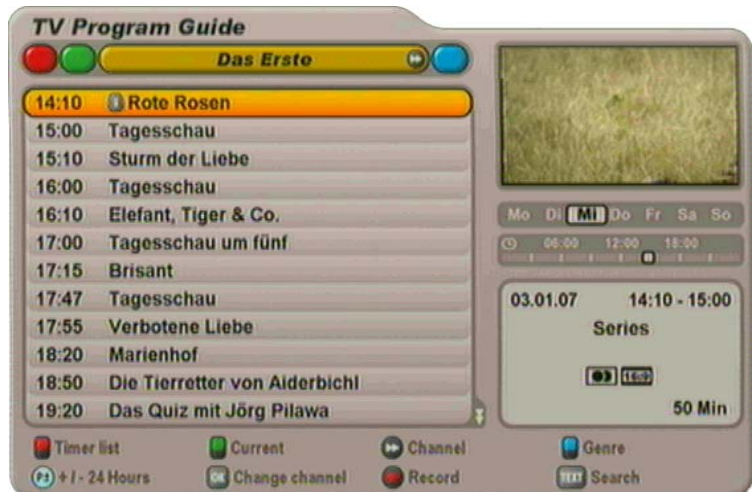 TV Program Guide
Das Erste
14:10 Rote Rosen
15:00 Tagesschau
15:10 Sturm der Liebe
16:00 Tagesschau
16:10 Elefant, Tiger & Co.
17:00 Tagesschau um fünf
17:15 Brisant
17:47 Tagesschau
17:55 Verbotene Liebe
18:20 Marienhof
18:50 Die Tierretter von Aiderbichl
19:20 Das Quiz mit Jörg Pilawa
Mo Di Mi Do Fr Sa So
06:00 12:00 18:00
03.01.07 14:10 - 15:00
Series
16:9
50 Min
Timer list Current Channel Genre
+ / - 24 Hours OK Change channel Record TEXT Search